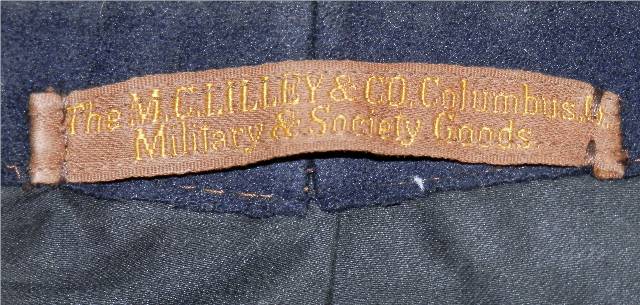 The M.C. LILLEY & CO. Columbus, O.
Military & Society Goods.